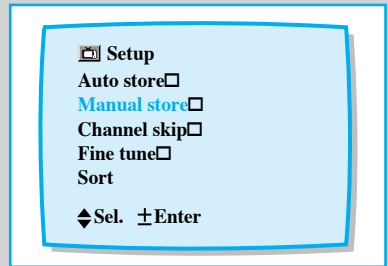 Setup
Auto store□
Manual store□
Channel skip□
Fine tune□
Sort
Sel. ±Enter